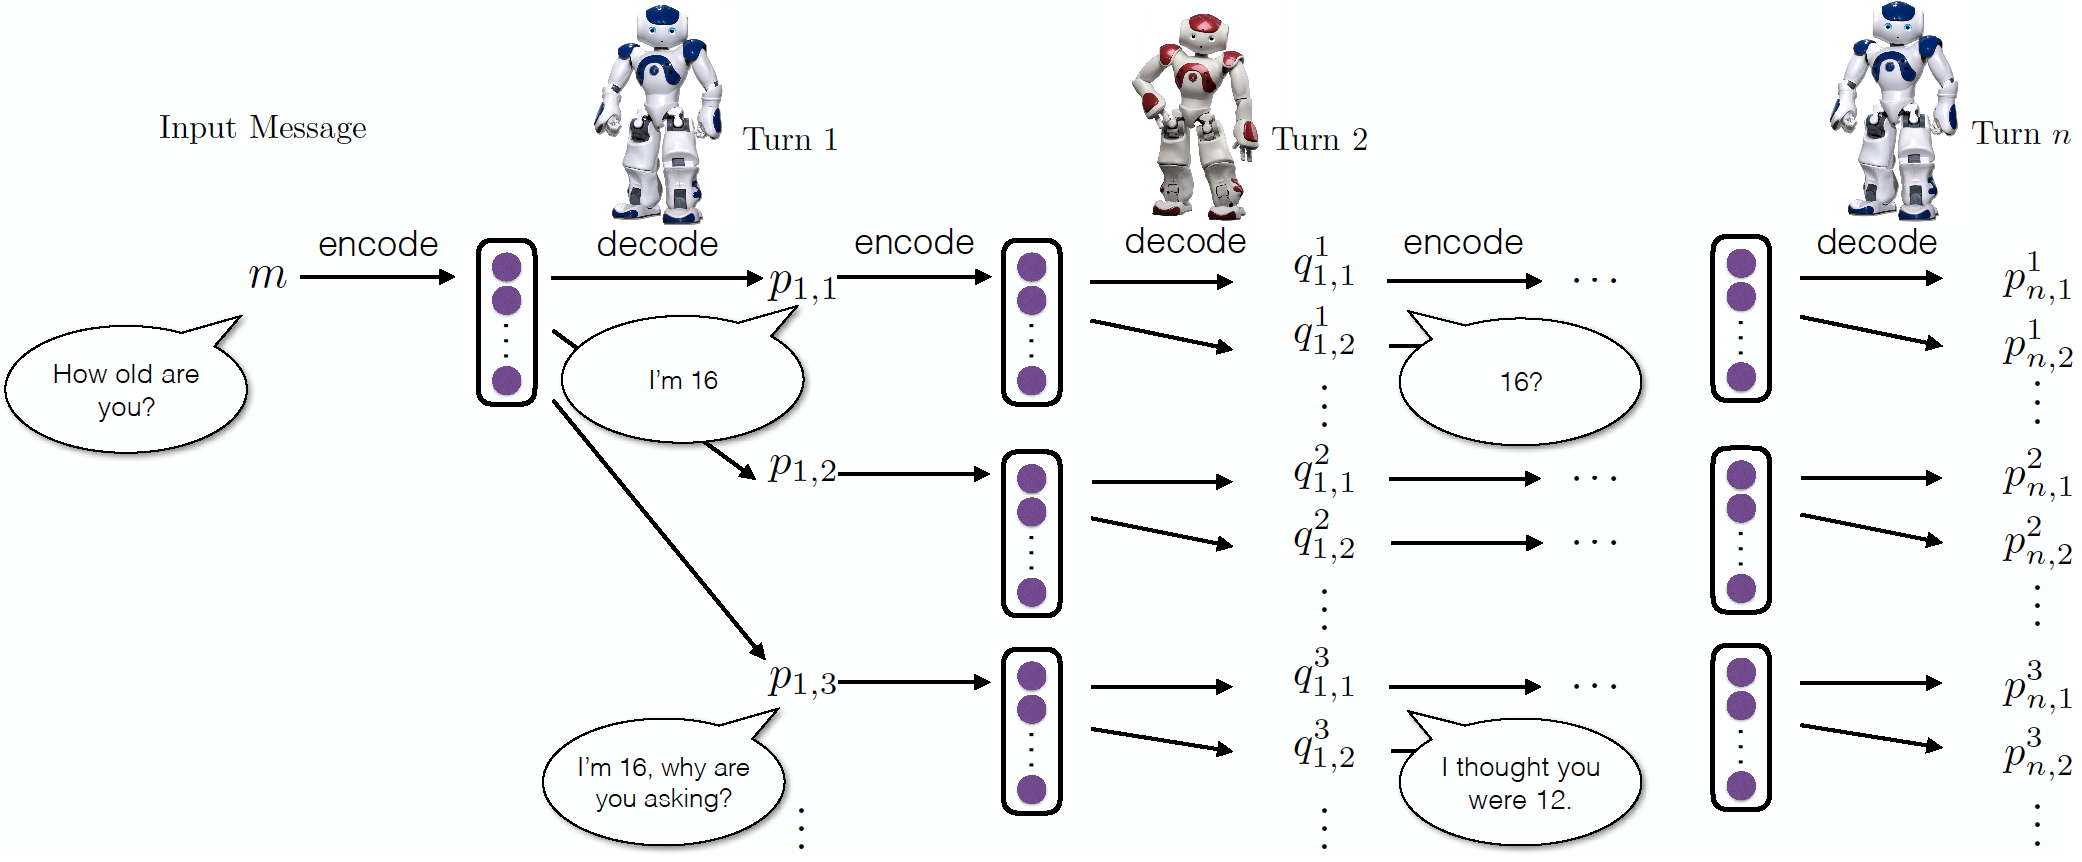 Input Message
Turn 1
Turn 2
Turn n
encode
decode
encode
decode
encode
decode
m
p_{1,1}
q^1_{1,1}
...
p^1_{n,1}
q^1_{1,2}
p^1_{n,2}
How old are
you?
I'm 16
16?
p_{1,2}
q^2_{1,1}
...
p^2_{n,1}
q^2_{1,2}
...
p^2_{n,2}
p_{1,3}
q^3_{1,1}
...
p^3_{n,1}
q^3_{1,2}
p^3_{n,2}
I'm 16, why are
you asking?
I thought you
were 12.